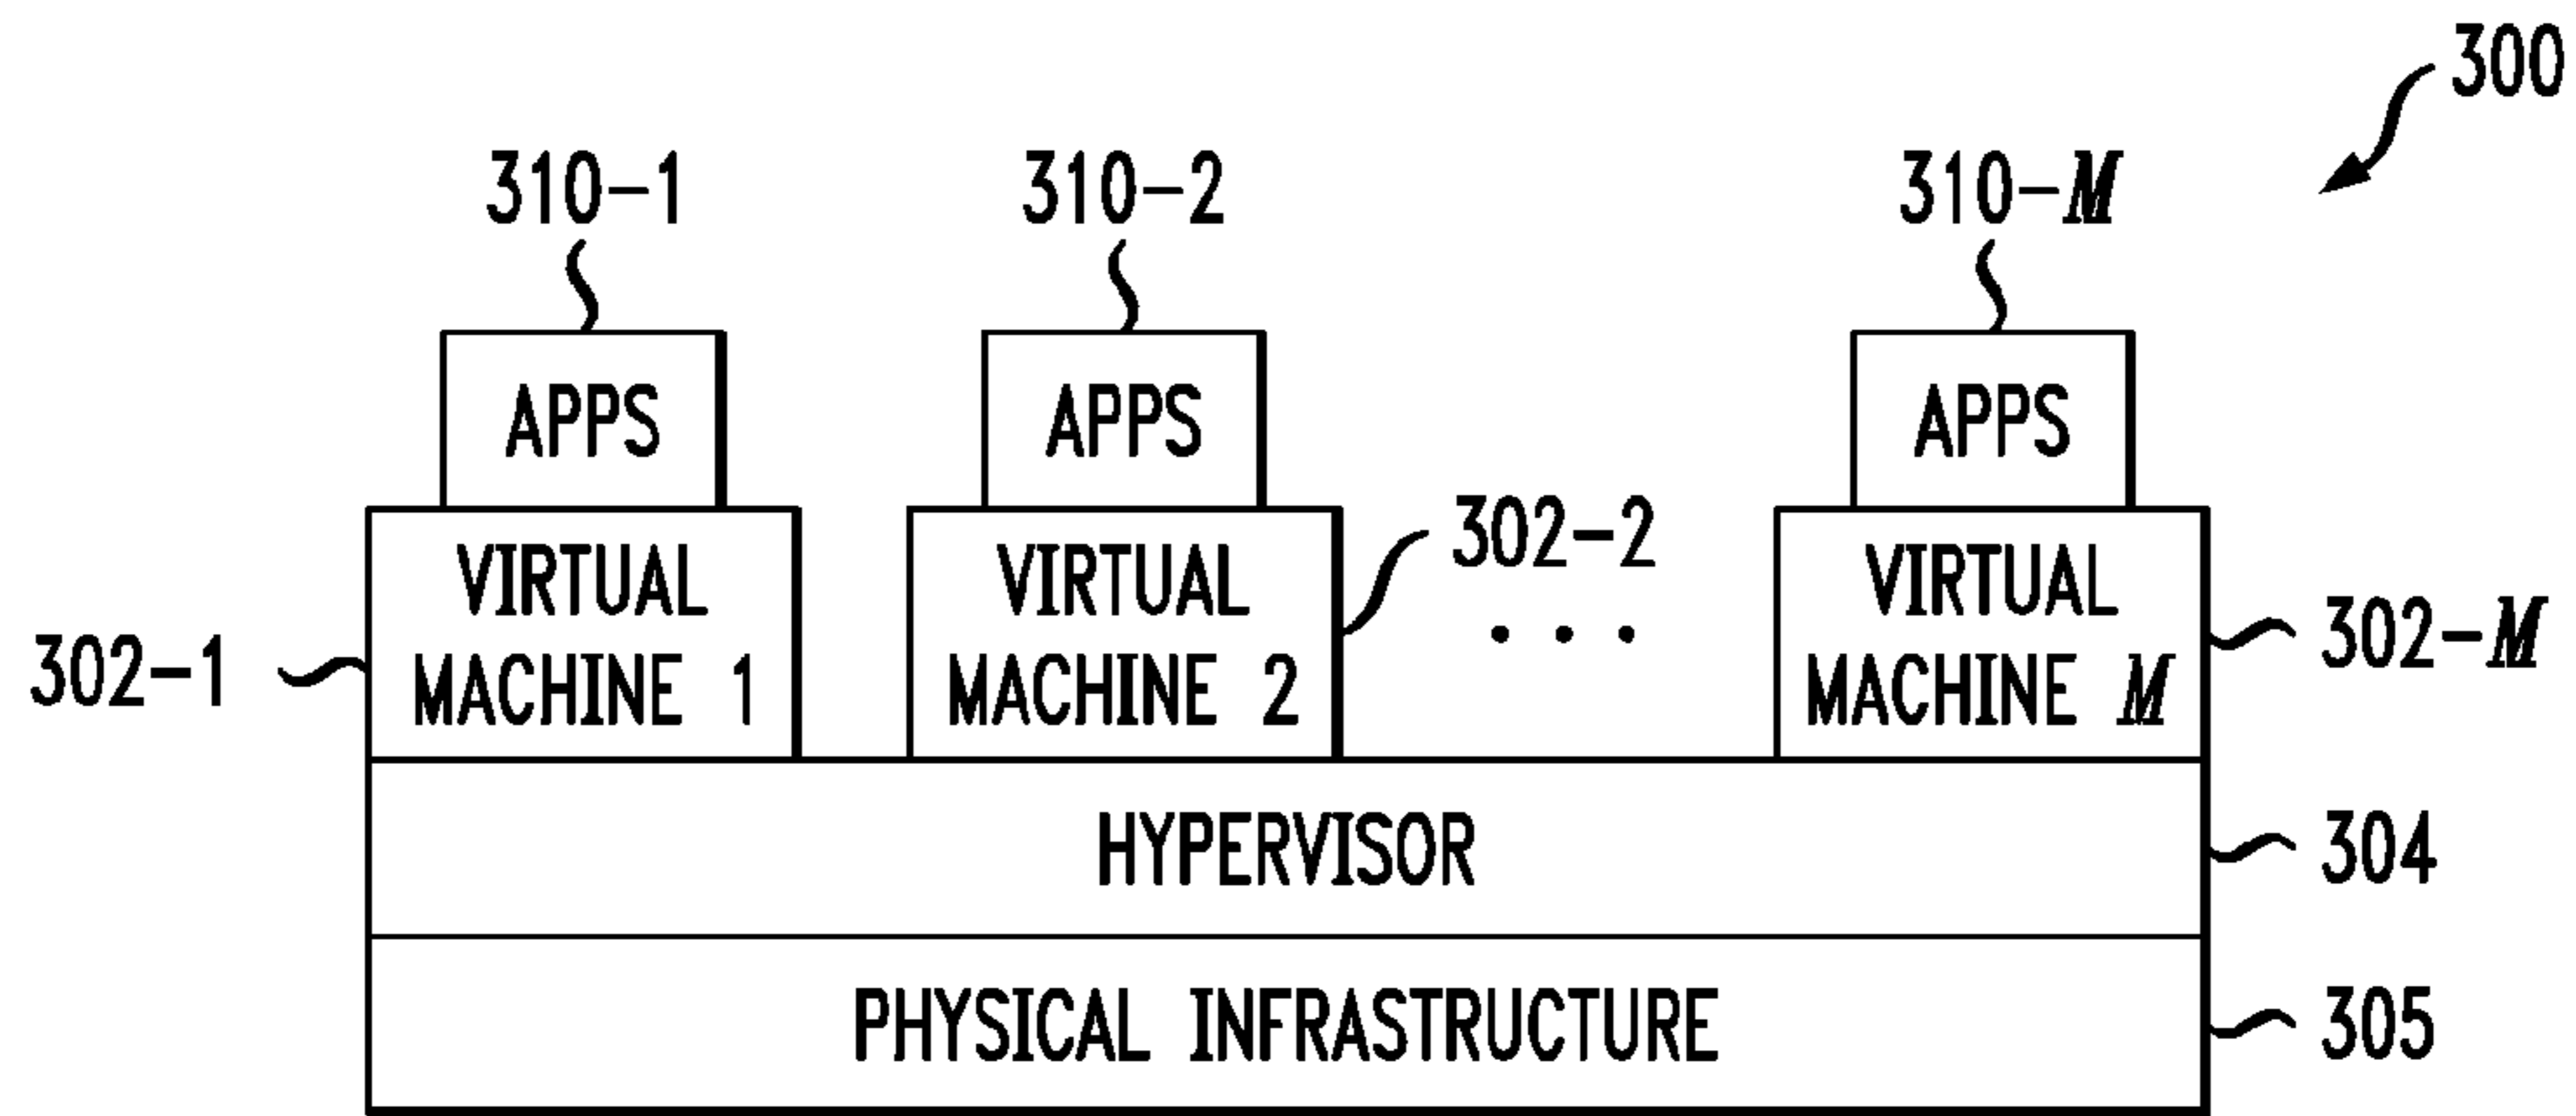 300
310-1
310-2
310-M
APPS
APPS
APPS
302-1
VIRTUAL
MACHINE 1
VIRTUAL
MACHINE 2
302-2
. . .
VIRTUAL
MACHINE M
302-M
HYPERVISOR
304
PHYSICAL INFRASTRUCTURE
305